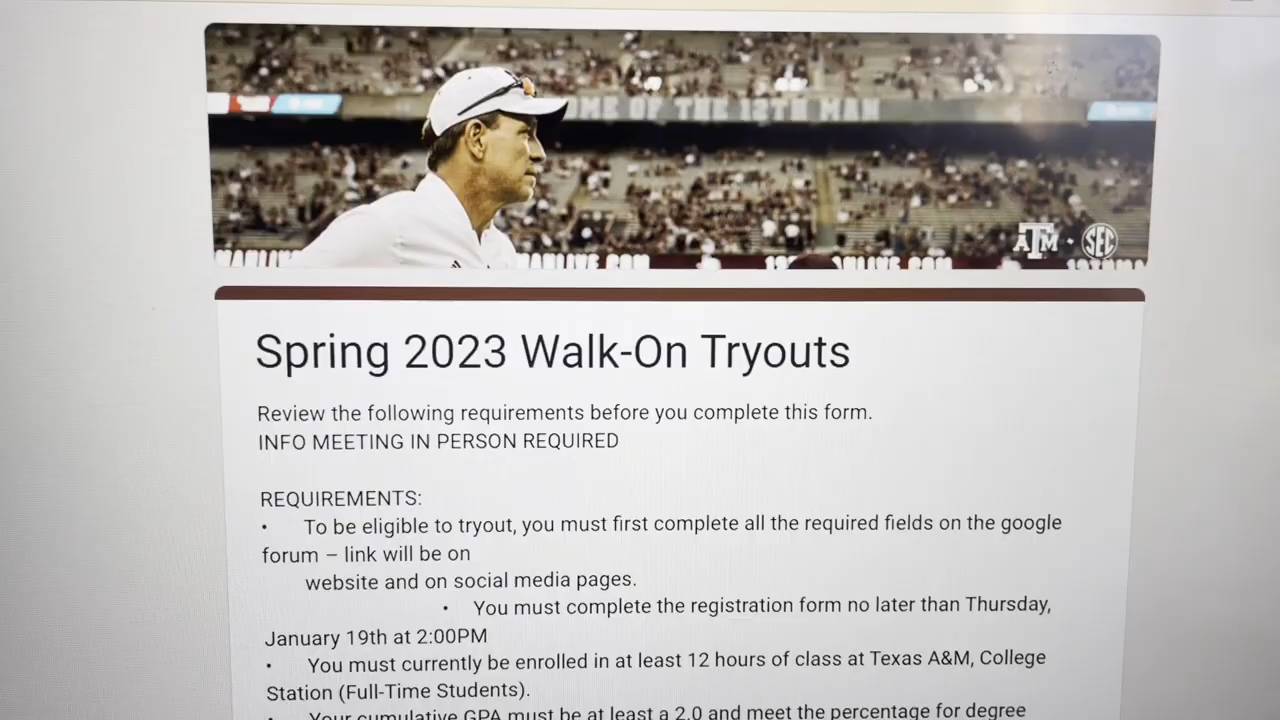 OME OF THE 12TH MAN
ATM
SEC
MANLIVE.COM
Spring 2023 Walk-On Tryouts
Review the following requirements before you complete this form.
INFO MEETING IN PERSON REQUIRED
REQUIREMENTS:
• To be eligible to tryout, you must first complete all the required fields on the google
forum – link will be on
website and on social media pages.
• You must complete the registration form no later than Thursday,
January 19th at 2:00PM
• You must currently be enrolled in at least 12 hours of class at Texas A&M, College
Station (Full-Time Students).
• Your cumulative GPA must be at least a 2.0 and meet the percentage for degree